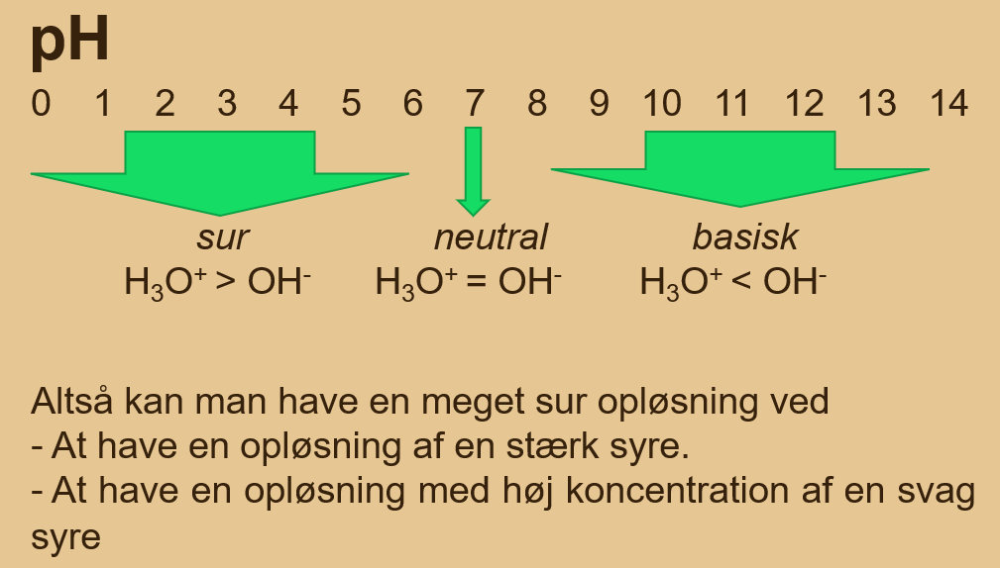 pH
0 1 2 3 4 5 6 7 8 9 10 11 12 13 14
sur neutral basisk
H₃O⁺ > OH⁻ H₃O⁺ = OH⁻ H₃O⁺ < OH⁻
Altså kan man have en meget sur opløsning ved
- At have en opløsning af en stærk syre.
- At have en opløsning med høj koncentration af en svag
syre